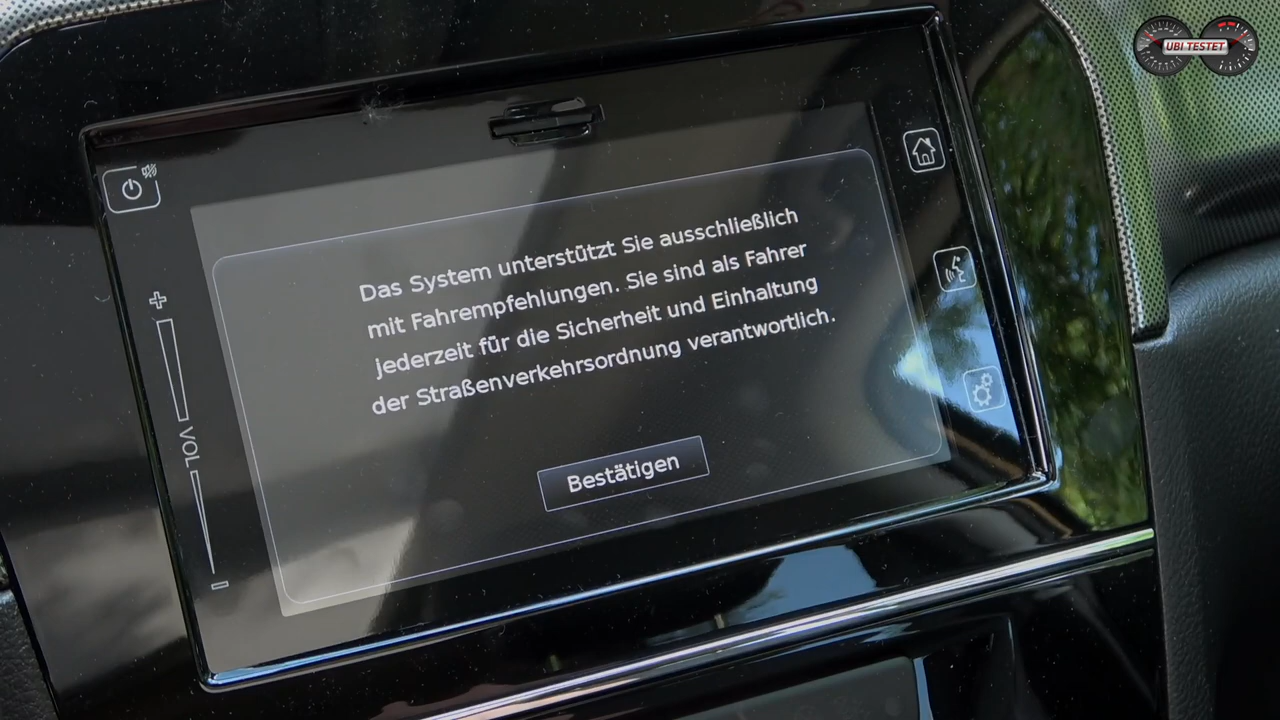 UBI TESTET
Das System unterstützt Sie ausschließlich
mit Fahrempfehlungen. Sie sind als Fahrer
jederzeit für die Sicherheit und Einhaltung
der Straßenverkehrsordnung verantwortlich.
Bestätigen
VOL